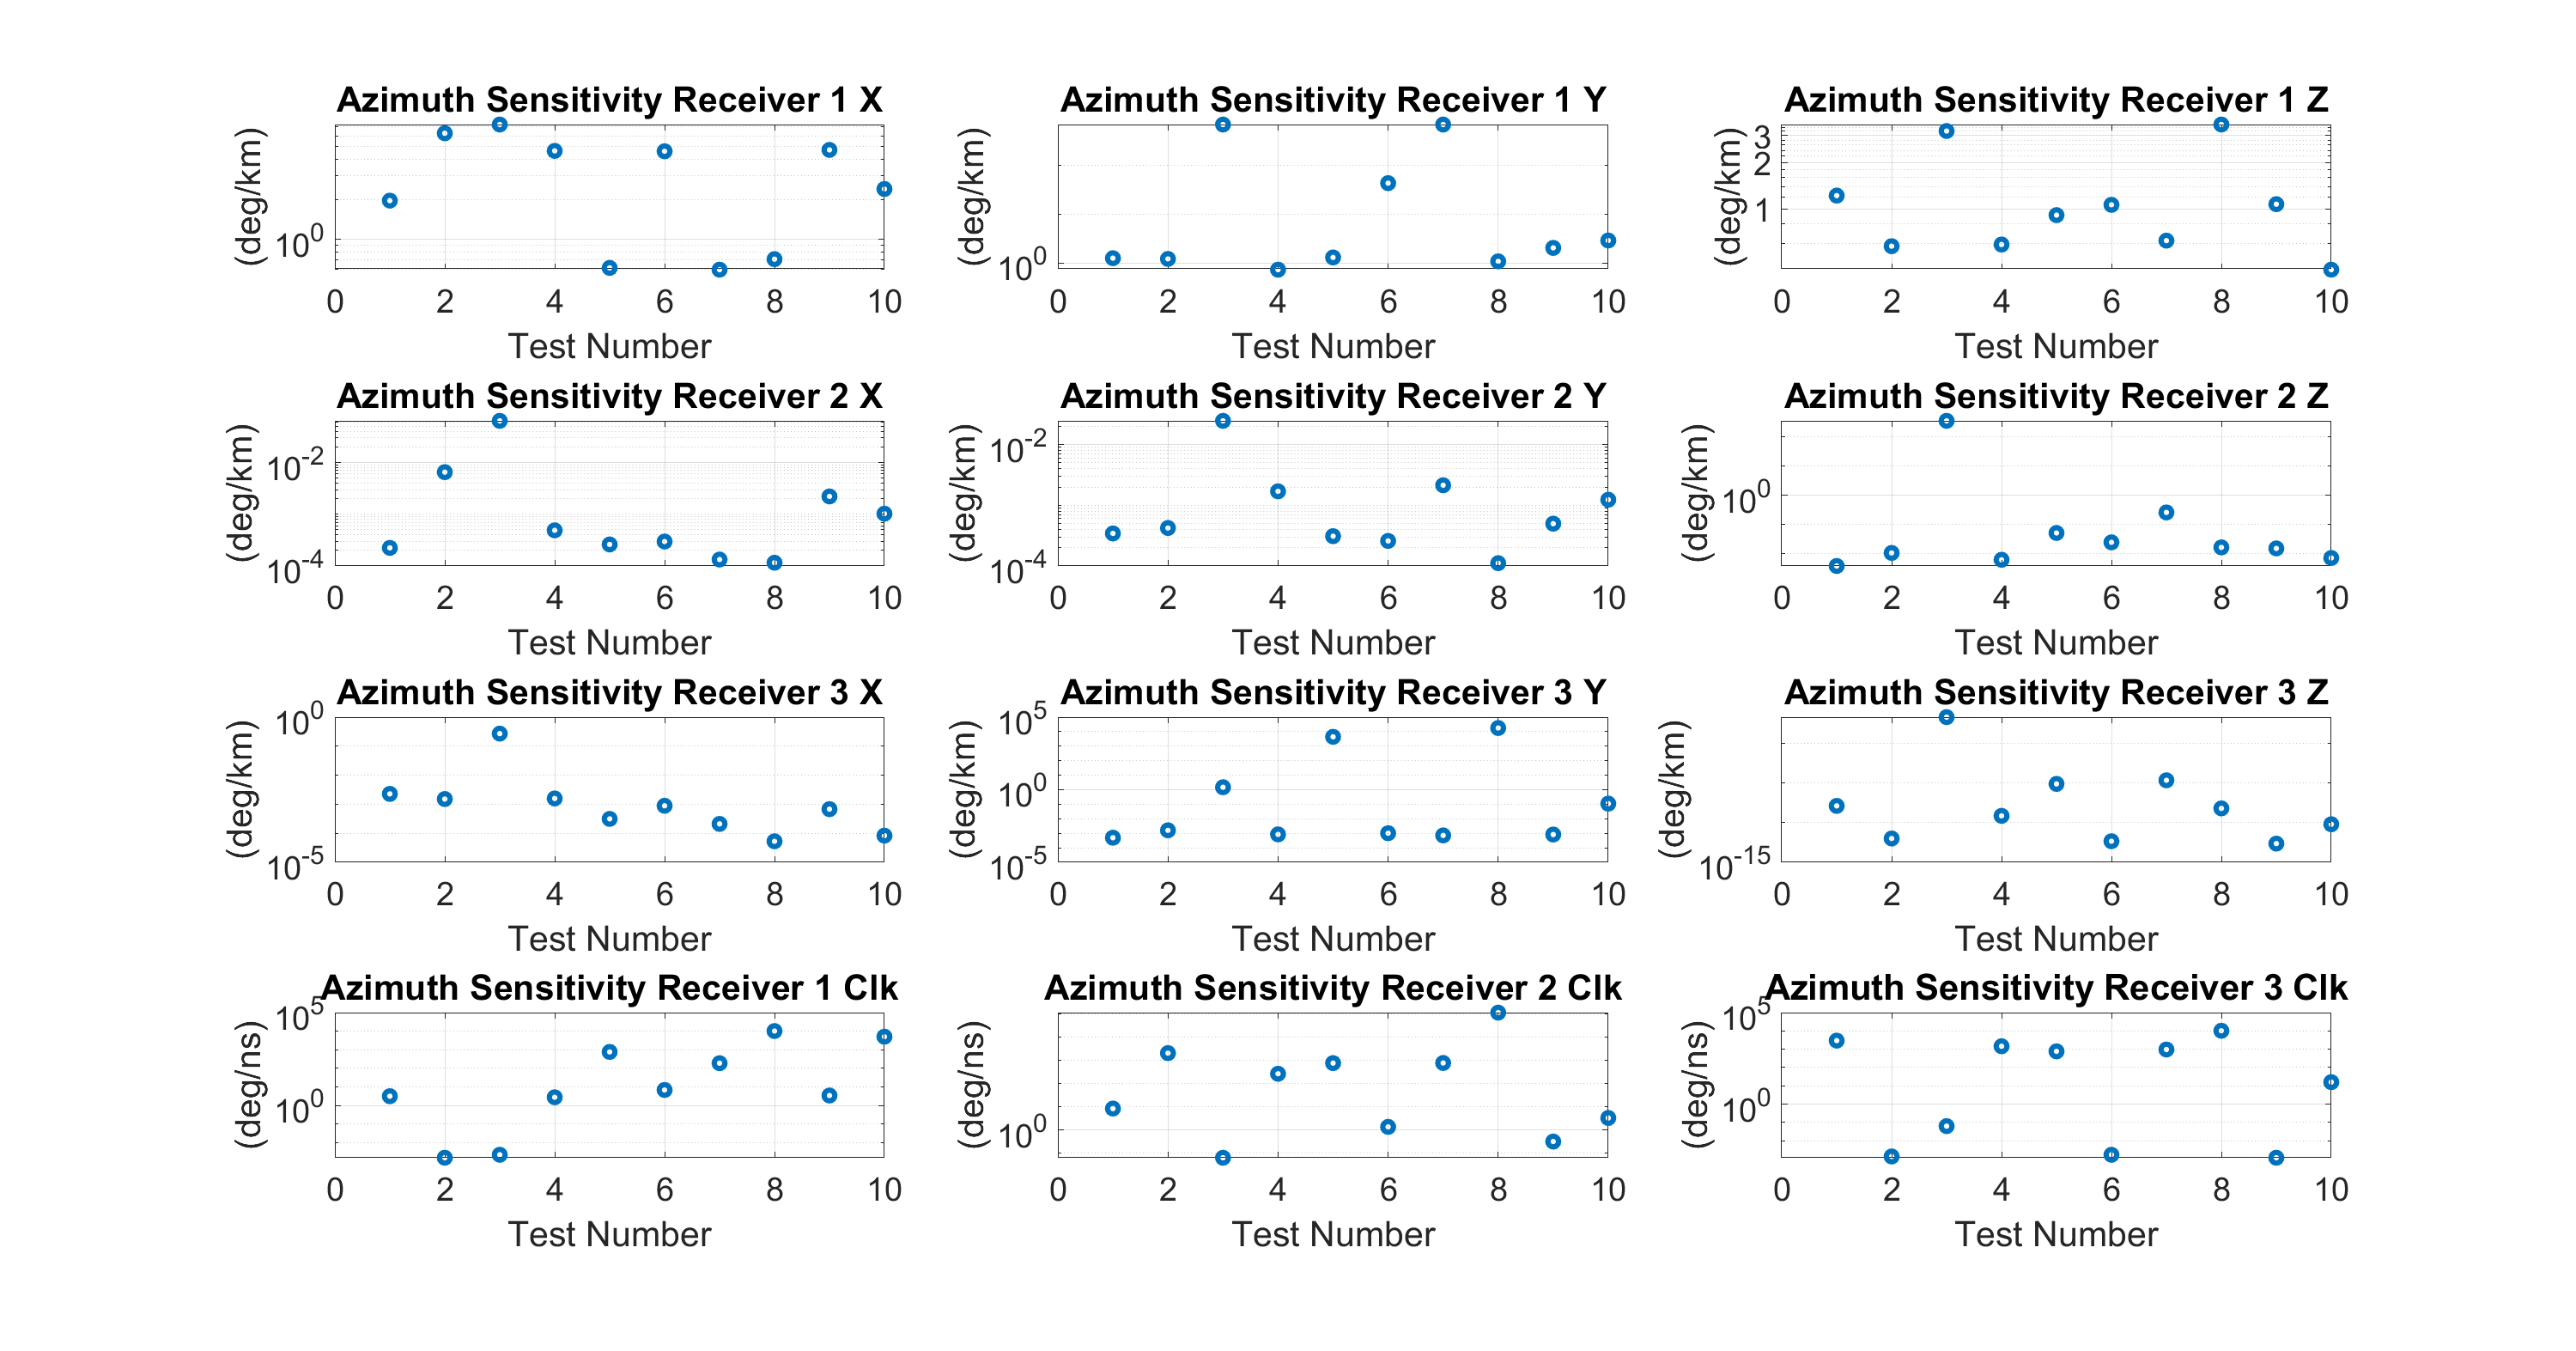 Azimuth Sensitivity Receiver 1 X
(deg/km)
10^0
0 2 4 6 8 10
Test Number
Azimuth Sensitivity Receiver 1 Y
(deg/km)
10^0
0 2 4 6 8 10
Test Number
Azimuth Sensitivity Receiver 1 Z
(deg/km)
3
2
1
0 2 4 6 8 10
Test Number
Azimuth Sensitivity Receiver 2 X
(deg/km)
10^-2
10^-4
0 2 4 6 8 10
Test Number
Azimuth Sensitivity Receiver 2 Y
(deg/km)
10^-2
10^-4
0 2 4 6 8 10
Test Number
Azimuth Sensitivity Receiver 2 Z
(deg/km)
10^0
0 2 4 6 8 10
Test Number
Azimuth Sensitivity Receiver 3 X
(deg/km)
10^0
10^-5
0 2 4 6 8 10
Test Number
Azimuth Sensitivity Receiver 3 Y
(deg/km)
10^5
10^0
10^-5
0 2 4 6 8 10
Test Number
Azimuth Sensitivity Receiver 3 Z
(deg/km)
10^-15
0 2 4 6 8 10
Test Number
Azimuth Sensitivity Receiver 1 Clk
(deg/ns)
10^5
10^0
0 2 4 6 8 10
Test Number
Azimuth Sensitivity Receiver 2 Clk
(deg/ns)
10^0
0 2 4 6 8 10
Test Number
Azimuth Sensitivity Receiver 3 Clk
(deg/ns)
10^5
10^0
0 2 4 6 8 10
Test Number